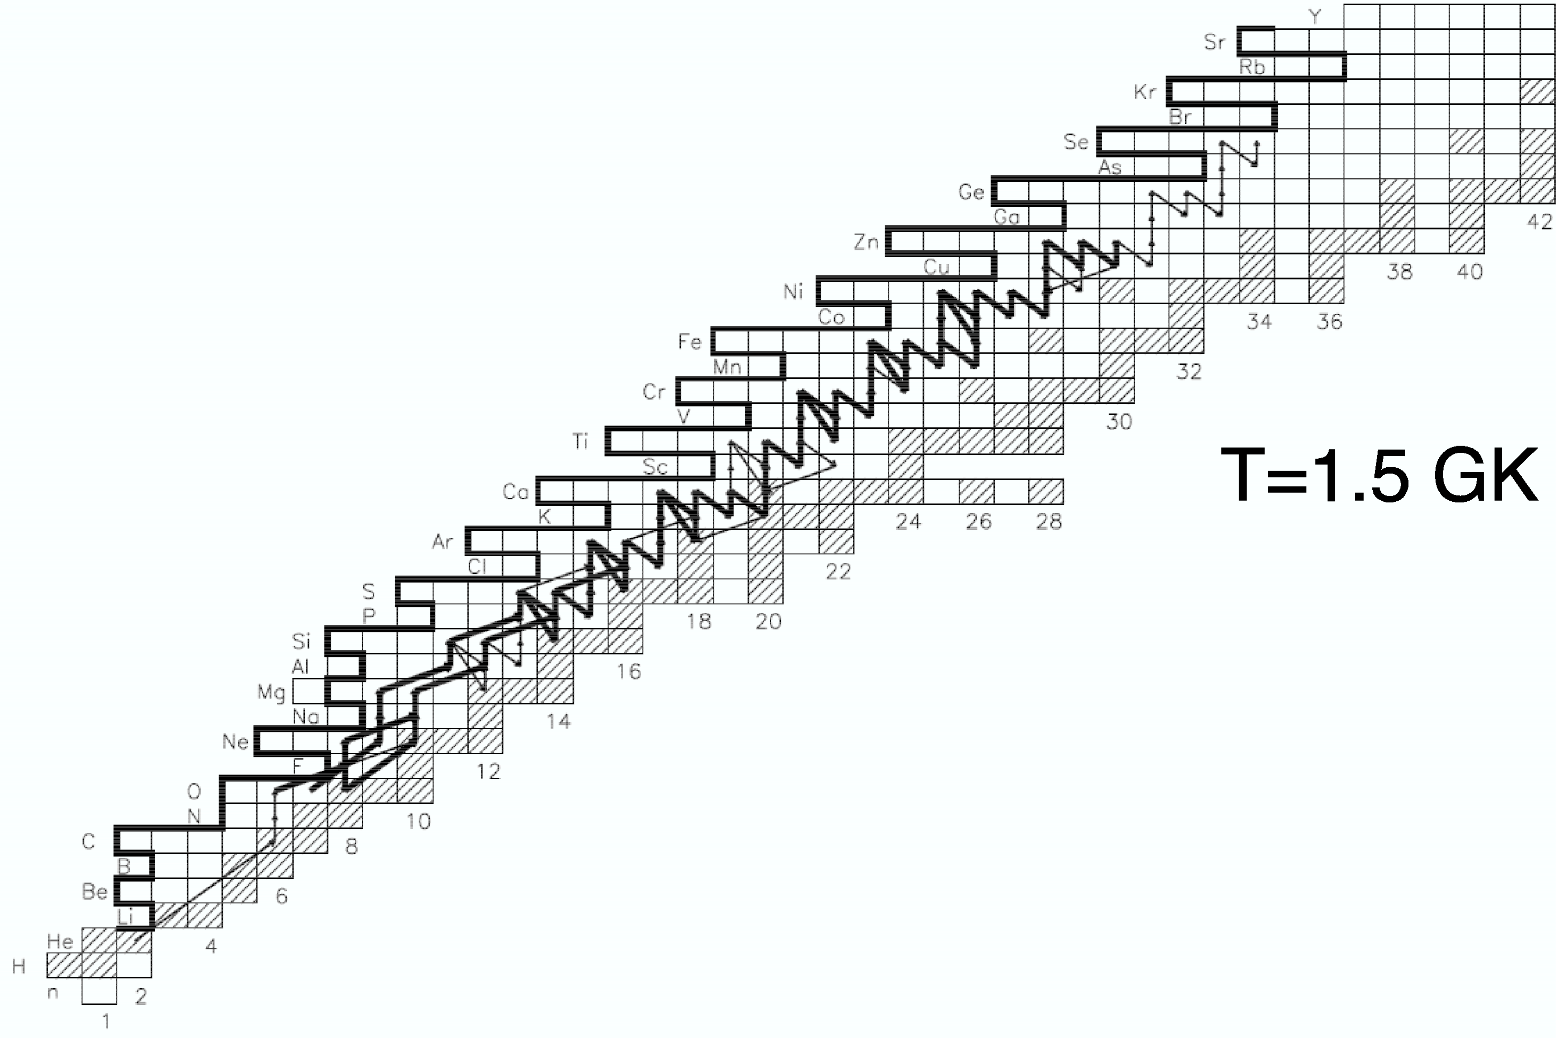 Y
Sr
Rb
Kr
Br
Se
As
Ge
Ga
42
Zn
Cu
38 40
Ni
Co
34 36
Fe
Mn
32
Cr
V
30
Ti
T=1.5 GK
Sc
Ca
K
24 26 28
Ar
Cl
22
S
P
18 20
Si
Al
16
Mg
Na
14
Ne
F
12
O
N
10
C
8
B
Be
6
Li
He
4
H
n 2
1